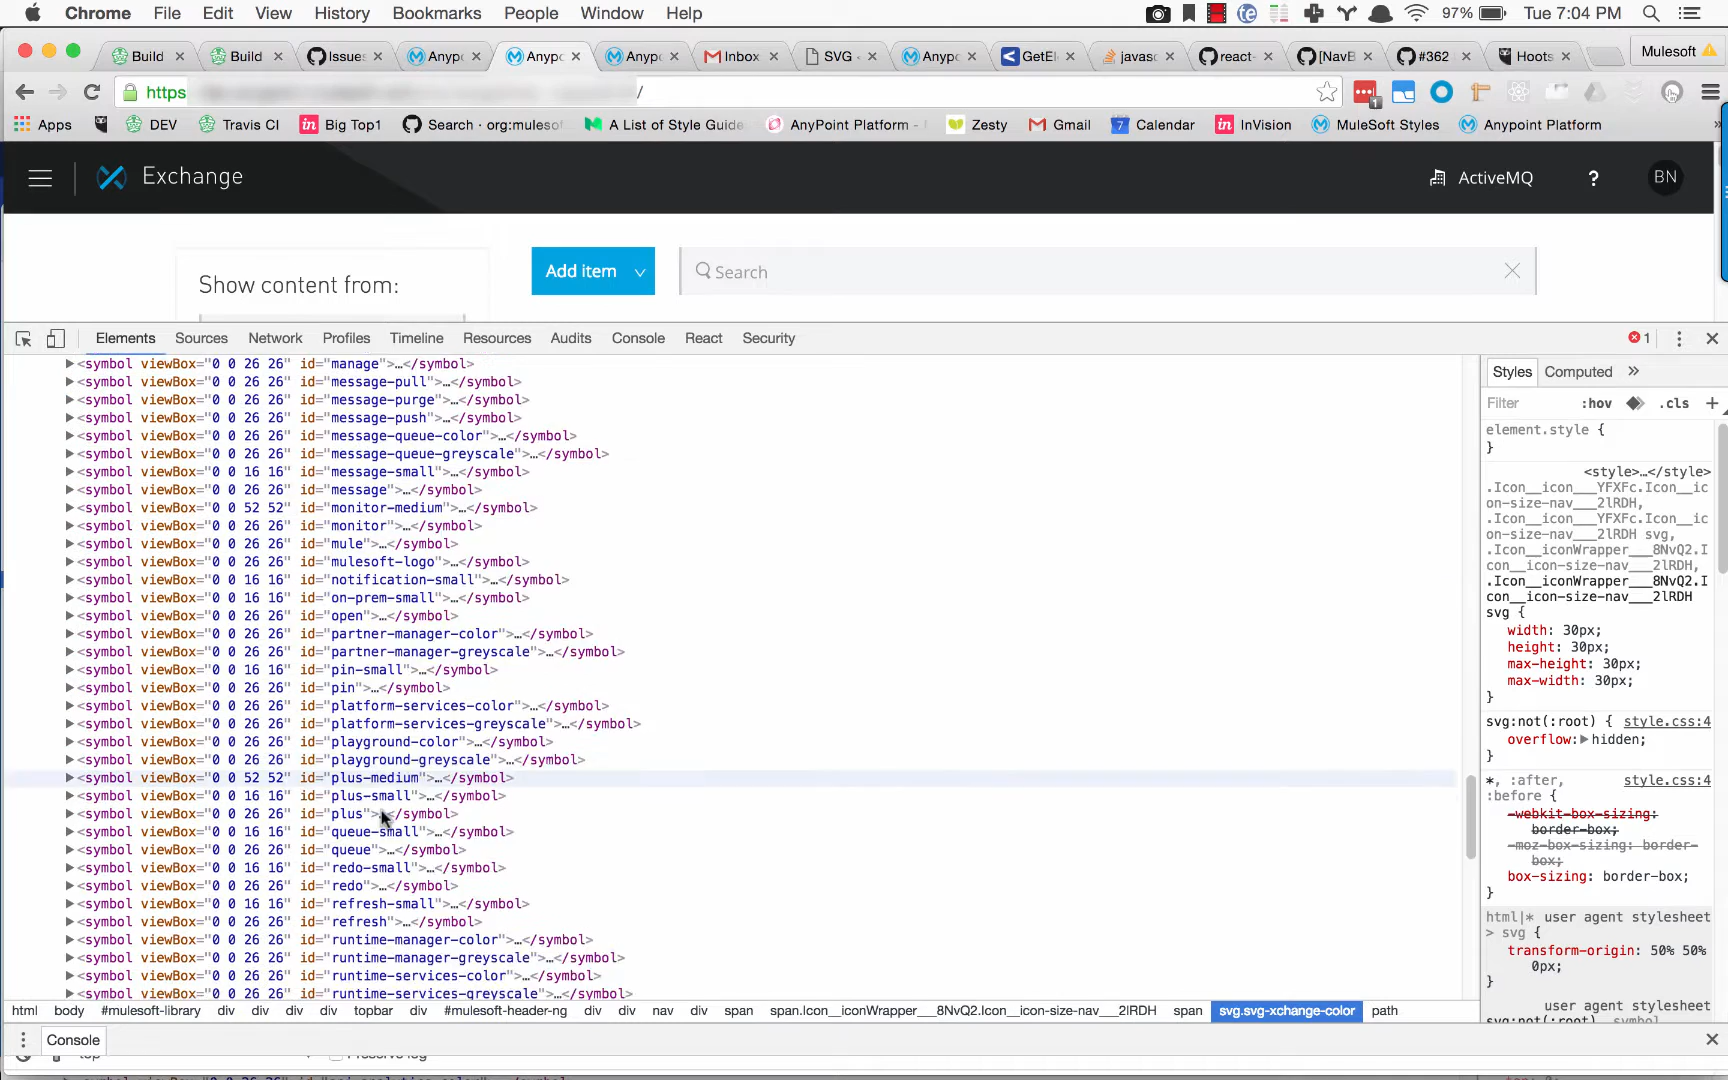 Chrome File Edit View History Bookmarks People Window Help 97% Tue 7:04 PM
Build Build Issues Anypo Anypo Anypo Inbox SVG Anypo GetEl javasc react- [NavB #362 Hoots Mulesoft
https /
Apps DEV Travis CI Big Top1 Search · org:mulesof A List of Style Guide AnyPoint Platform - Zesty Gmail Calendar InVision MuleSoft Styles Anypoint Platform »
Exchange ActiveMQ ? BN
Show content from: Add item Search
Elements Sources Network Profiles Timeline Resources Audits Console React Security 1
<symbol viewBox="0 0 26 26" id="manage">…</symbol>
<symbol viewBox="0 0 26 26" id="message-pull">…</symbol>
<symbol viewBox="0 0 26 26" id="message-purge">…</symbol>
<symbol viewBox="0 0 26 26" id="message-push">…</symbol>
<symbol viewBox="0 0 26 26" id="message-queue-color">…</symbol>
<symbol viewBox="0 0 26 26" id="message-queue-greyscale">…</symbol>
<symbol viewBox="0 0 16 16" id="message-small">…</symbol>
<symbol viewBox="0 0 26 26" id="message">…</symbol>
<symbol viewBox="0 0 52 52" id="monitor-medium">…</symbol>
<symbol viewBox="0 0 26 26" id="monitor">…</symbol>
<symbol viewBox="0 0 26 26" id="mule">…</symbol>
<symbol viewBox="0 0 26 26" id="mulesoft-logo">…</symbol>
<symbol viewBox="0 0 16 16" id="notification-small">…</symbol>
<symbol viewBox="0 0 16 16" id="on-prem-small">…</symbol>
<symbol viewBox="0 0 26 26" id="open">…</symbol>
<symbol viewBox="0 0 26 26" id="partner-manager-color">…</symbol>
<symbol viewBox="0 0 26 26" id="partner-manager-greyscale">…</symbol>
<symbol viewBox="0 0 16 16" id="pin-small">…</symbol>
<symbol viewBox="0 0 26 26" id="pin">…</symbol>
<symbol viewBox="0 0 26 26" id="platform-services-color">…</symbol>
<symbol viewBox="0 0 26 26" id="platform-services-greyscale">…</symbol>
<symbol viewBox="0 0 26 26" id="playground-color">…</symbol>
<symbol viewBox="0 0 26 26" id="playground-greyscale">…</symbol>
<symbol viewBox="0 0 52 52" id="plus-medium">…</symbol>
<symbol viewBox="0 0 16 16" id="plus-small">…</symbol>
<symbol viewBox="0 0 26 26" id="plus">…</symbol>
<symbol viewBox="0 0 16 16" id="queue-small">…</symbol>
<symbol viewBox="0 0 26 26" id="queue">…</symbol>
<symbol viewBox="0 0 16 16" id="redo-small">…</symbol>
<symbol viewBox="0 0 26 26" id="redo">…</symbol>
<symbol viewBox="0 0 16 16" id="refresh-small">…</symbol>
<symbol viewBox="0 0 26 26" id="refresh">…</symbol>
<symbol viewBox="0 0 26 26" id="runtime-manager-color">…</symbol>
<symbol viewBox="0 0 26 26" id="runtime-manager-greyscale">…</symbol>
<symbol viewBox="0 0 26 26" id="runtime-services-color">…</symbol>
<symbol viewBox="0 0 26 26" id="runtime-services-greyscale">…</symbol>
Styles Computed »
Filter :hov .cls +
element.style {
}
<style>…</style>
.Icon__icon___YFXFc.Icon__ic
on-size-nav___2lRDH,
.Icon__icon___YFXFc.Icon__ic
on-size-nav___2lRDH svg,
.Icon__iconWrapper___8NvQ2.I
con__icon-size-nav___2lRDH,
.Icon__iconWrapper___8NvQ2.I
con__icon-size-nav___2lRDH
svg {
width: 30px;
height: 30px;
max-height: 30px;
max-width: 30px;
}
svg:not(:root) { style.css:4
overflow: hidden;
}
*, :after, style.css:4
:before {
-webkit-box-sizing:
border-box;
-moz-box-sizing: border-
box;
box-sizing: border-box;
}
html|* user agent stylesheet
> svg {
transform-origin: 50% 50%
0px;
}
user agent stylesheet
html body #mulesoft-library div div div div topbar div #mulesoft-header-ng div div nav div span span.Icon__iconWrapper___8NvQ2.Icon__icon-size-nav___2lRDH span svg.svg-xchange-color path
Console